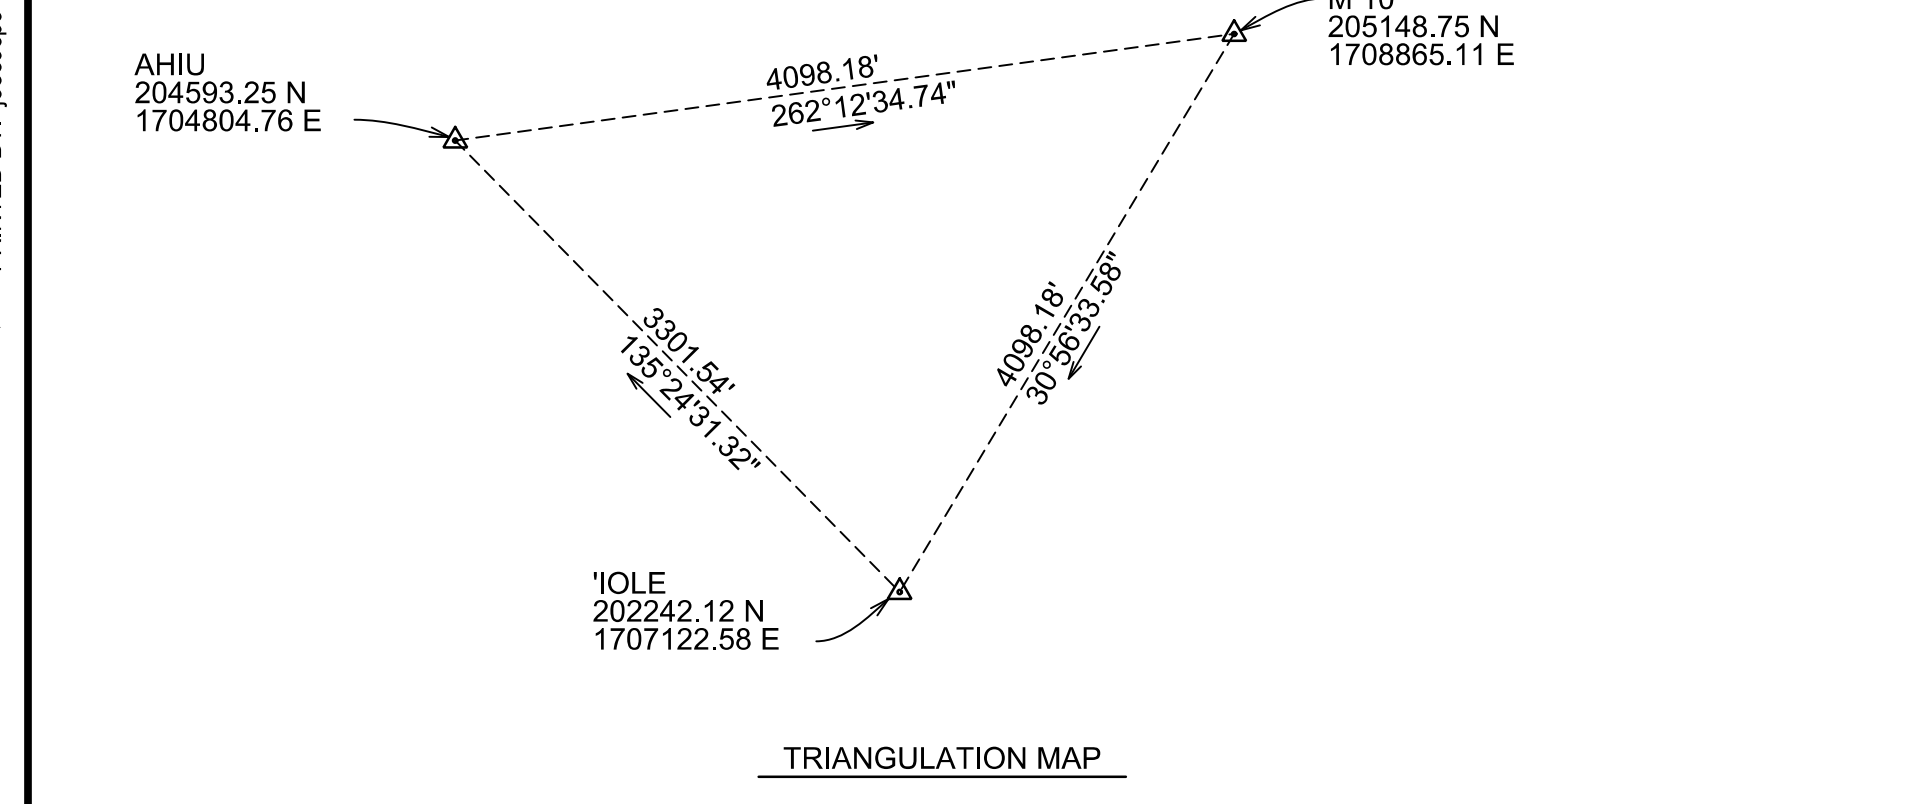 M 10
205148.75 N
1708865.11 E
AHIU
204593.25 N
1704804.76 E
4098.18'
262°12'34.74"
4098.18'
30°56'33.58"
3301.54'
135°24'31.32"
'IOLE
202242.12 N
1707122.58 E
TRIANGULATION MAP